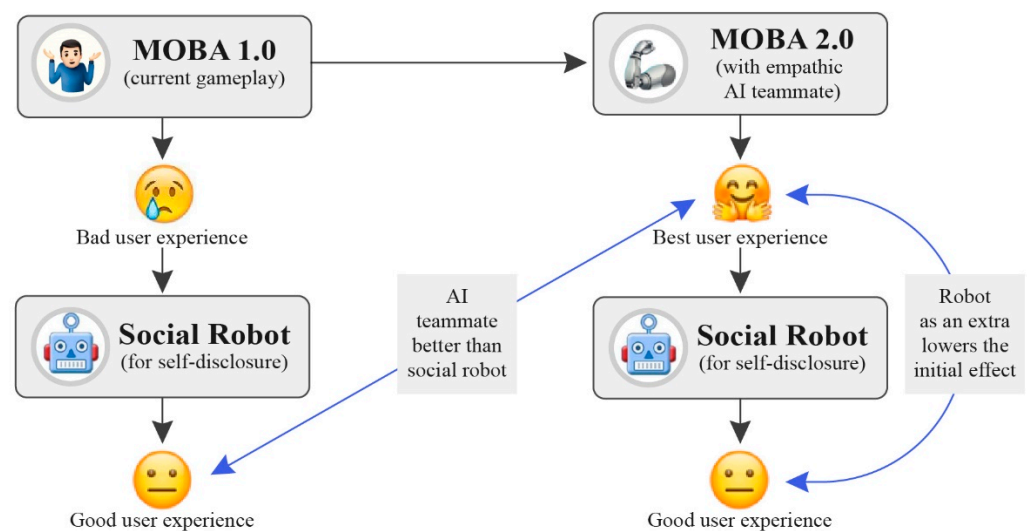 MOBA 1.0
(current gameplay)
MOBA 2.0
(with empathic
AI teammate)
Bad user experience
Best user experience
AI
teammate
better than
social robot
Robot
as an extra
lowers the
initial effect
Social Robot
(for self-disclosure)
Social Robot
(for self-disclosure)
Good user experience
Good user experience